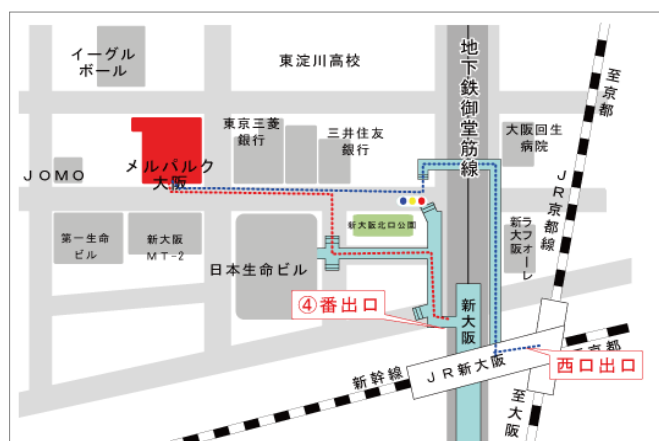 イーグル
ボール
東淀川高校
地下鉄御堂筋線
至京都
東京三菱
銀行
三井住友
銀行
大阪回生
病院
JOMO
メルパルク
大阪
JR京都線
第一生命
ビル
新大阪
MT-2
日本生命ビル
新大阪北口公園
ラフォーレ
新大阪
④番出口
新大阪
JR新大阪
新幹線
西口出口
至京都
至大阪